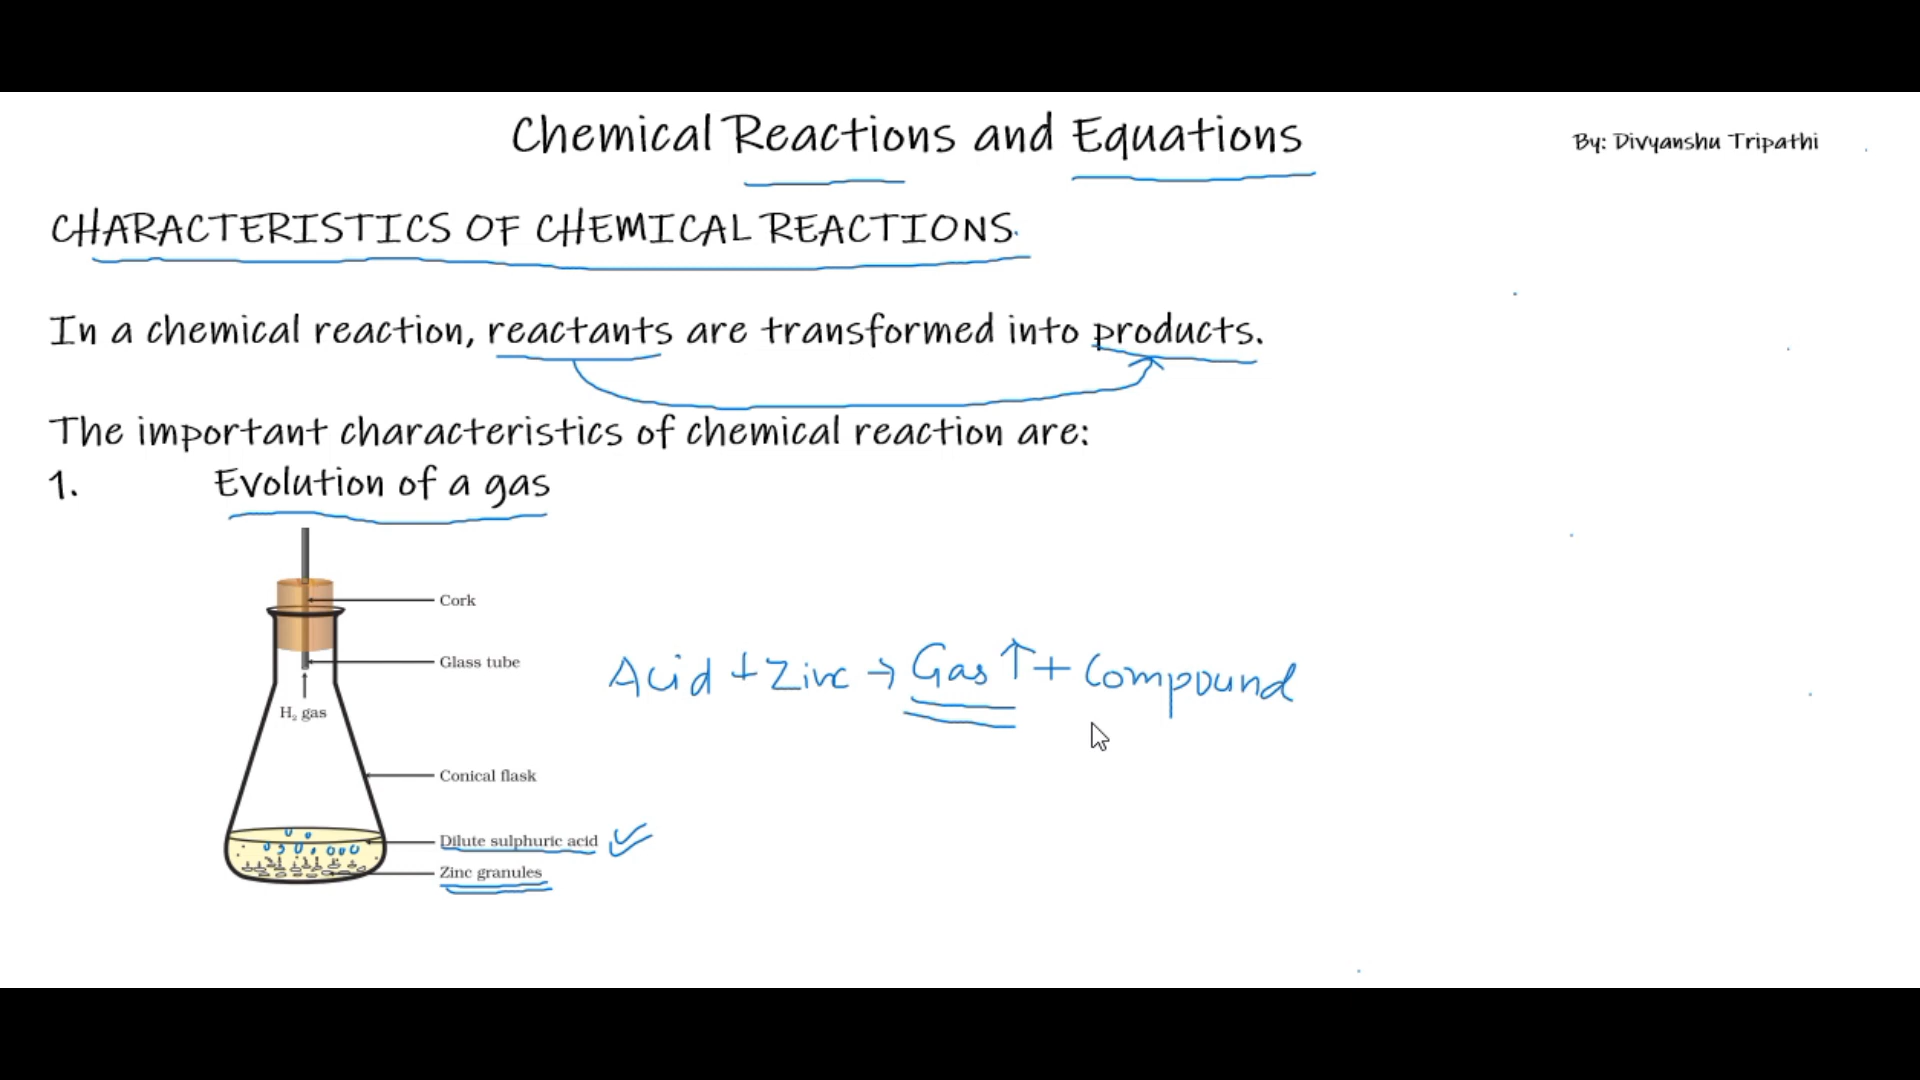 Chemical Reactions and Equations
By: Divyanshu Tripathi
CHARACTERISTICS OF CHEMICAL REACTIONS.
In a chemical reaction, reactants are transformed into products.
The important characteristics of chemical reaction are:
1. Evolution of a gas
Cork
Glass tube
H₂ gas
Acid + Zinc → Gas ↑ + Compound
Conical flask
Dilute sulphuric acid
Zinc granules